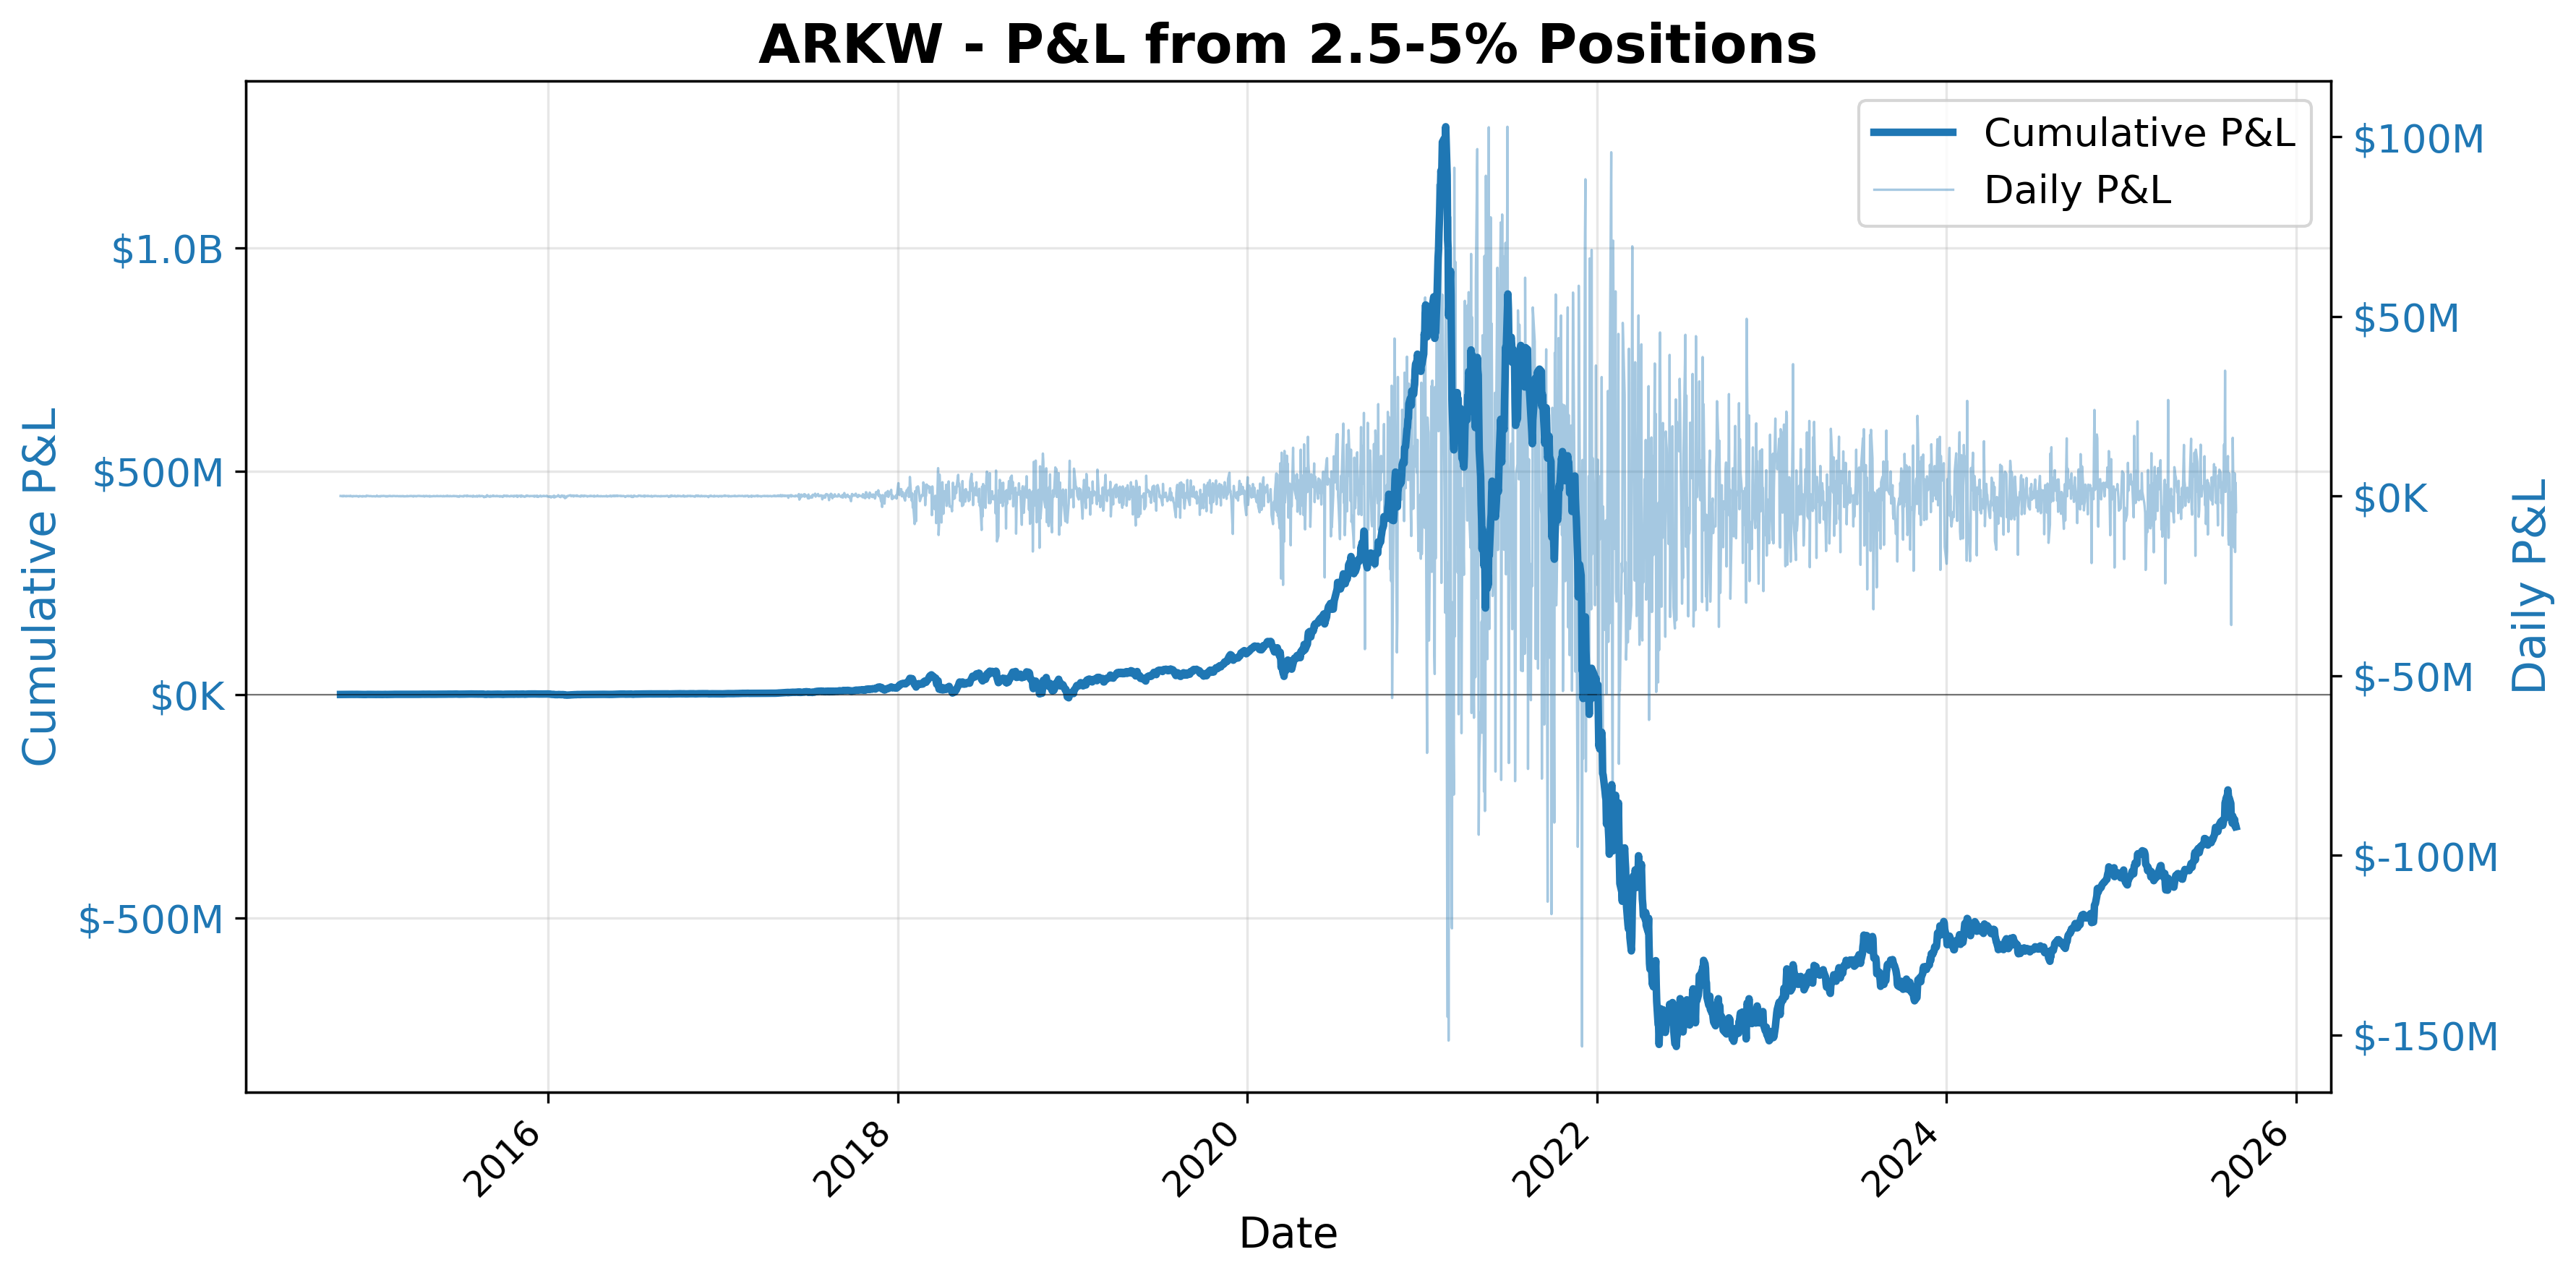 ARKW - P&L from 2.5-5% Positions
Cumulative P&L
Daily P&L
$1.0B
$500M
$0K
$-500M
Cumulative P&L
$100M
$50M
$0K
$-50M
$-100M
$-150M
Daily P&L
2016
2018
2020
2022
2024
2026
Date